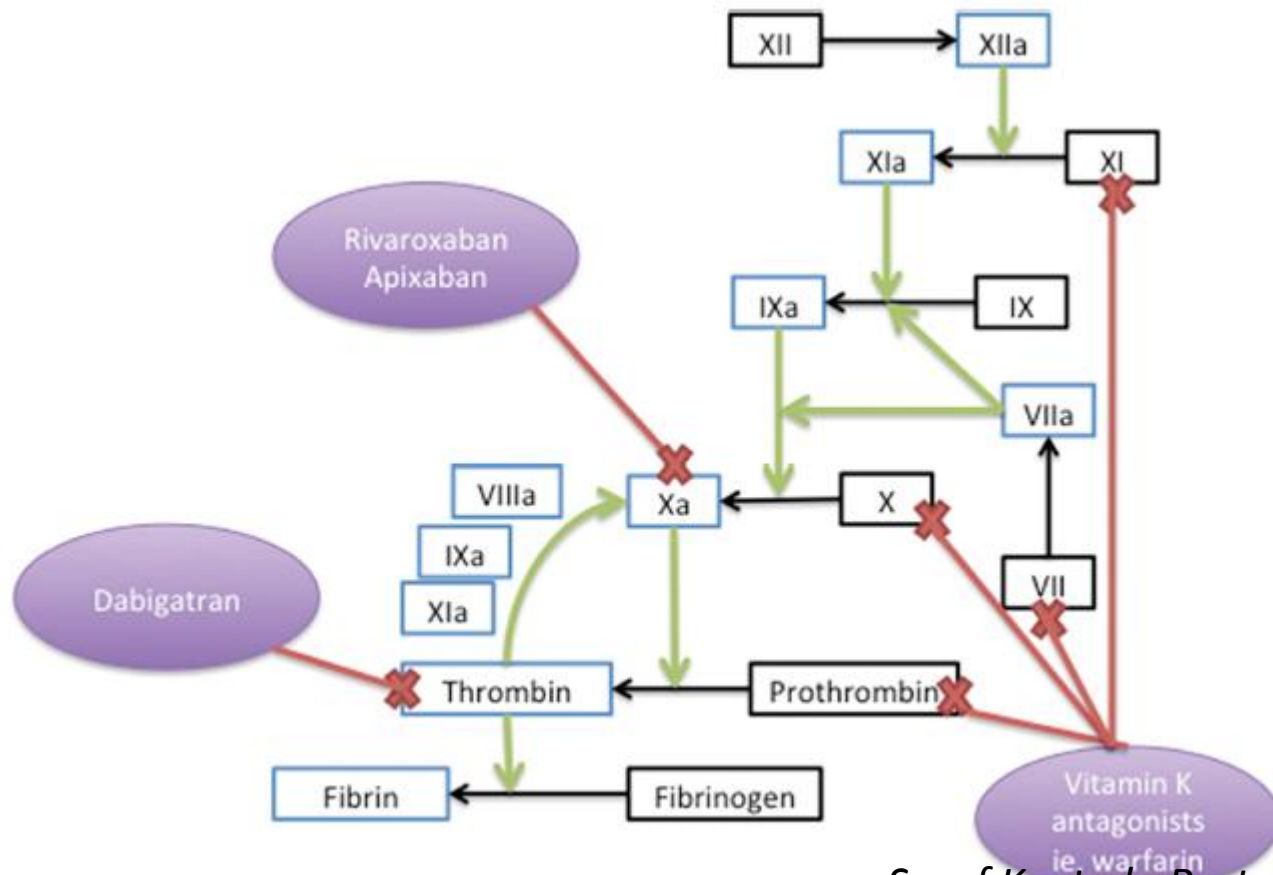 XII
XIIa
XIa
XI
Rivaroxaban
Apixaban
IXa
IX
VIIa
VIIIa
Xa
X
IXa
Dabigatran
XIa
VII
Thrombin
Prothrombin
Fibrin
Fibrinogen
Vitamin K
antagonists
ie. warfarin